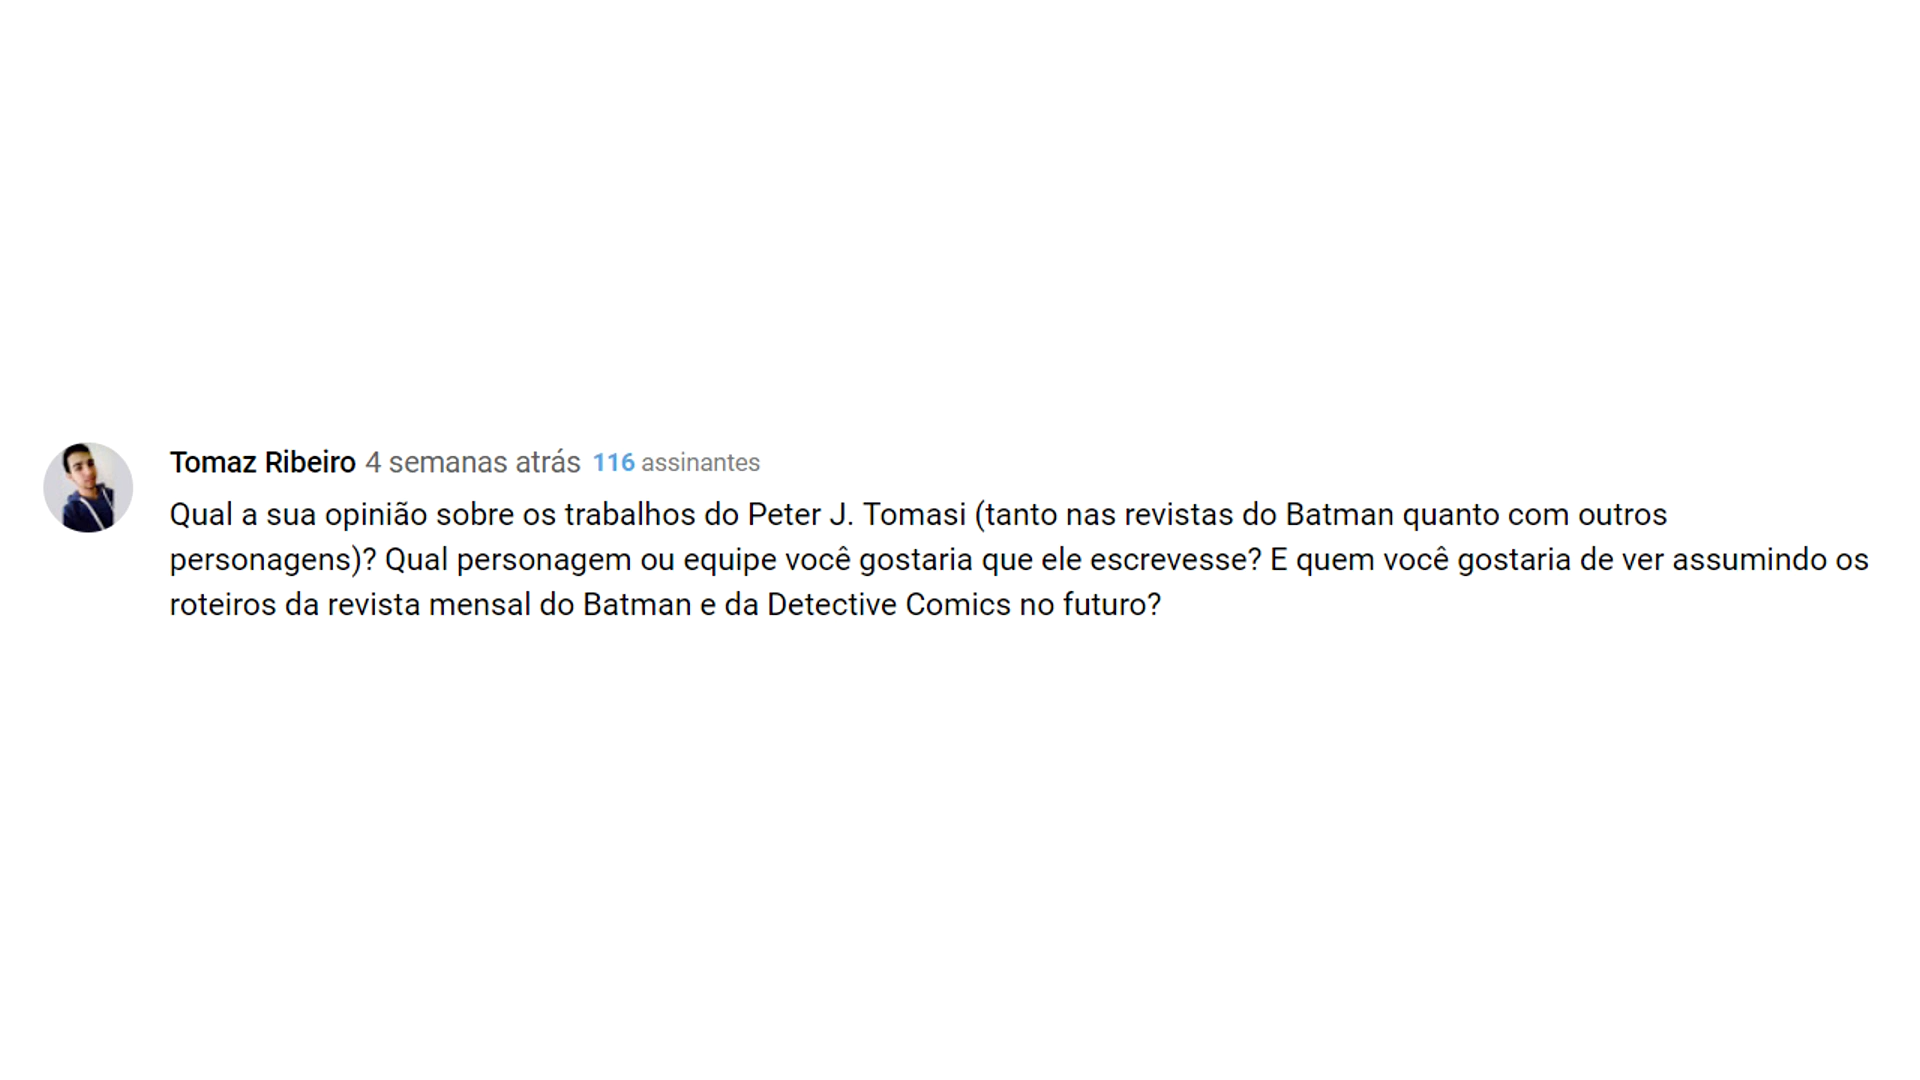 Tomaz Ribeiro 4 semanas atrás 116 assinantes
Qual a sua opinião sobre os trabalhos do Peter J. Tomasi (tanto nas revistas do Batman quanto com outros
personagens)? Qual personagem ou equipe você gostaria que ele escrevesse? E quem você gostaria de ver assumindo os
roteiros da revista mensal do Batman e da Detective Comics no futuro?